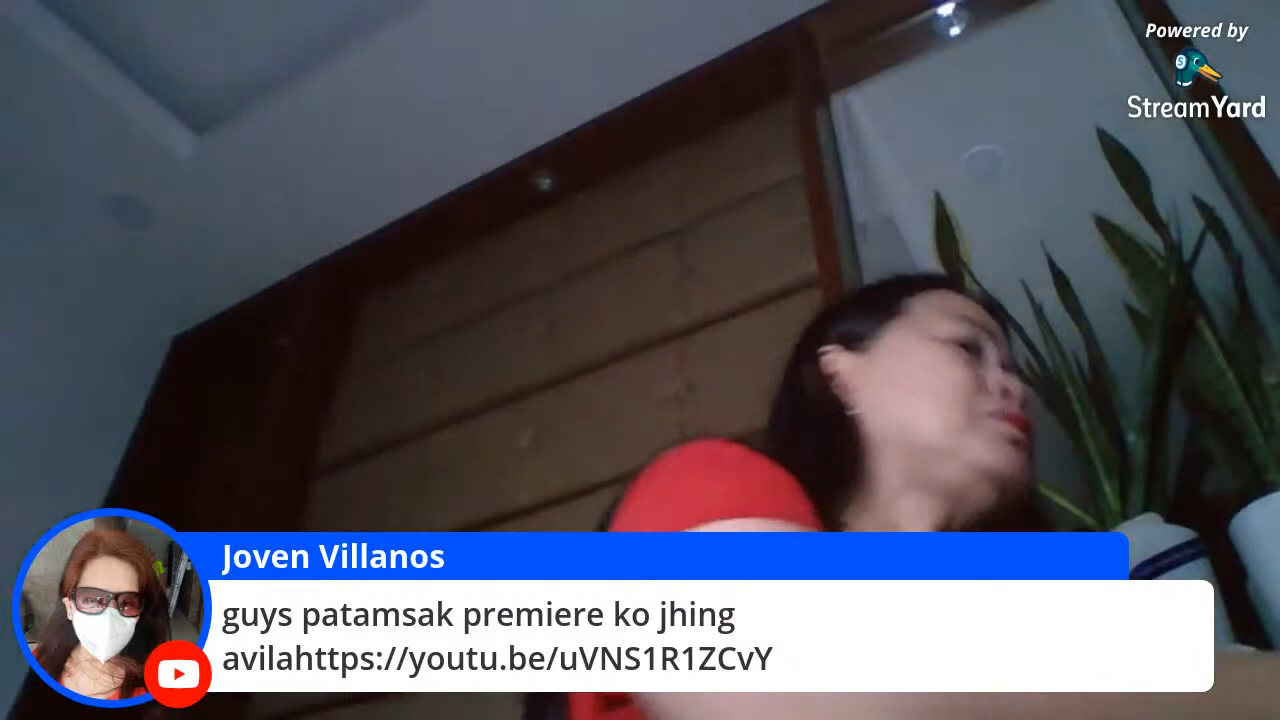 Powered by
StreamYard
Joven Villanos
guys patamsak premiere ko jhing
avilahttps://youtu.be/uVNS1R1ZCvY